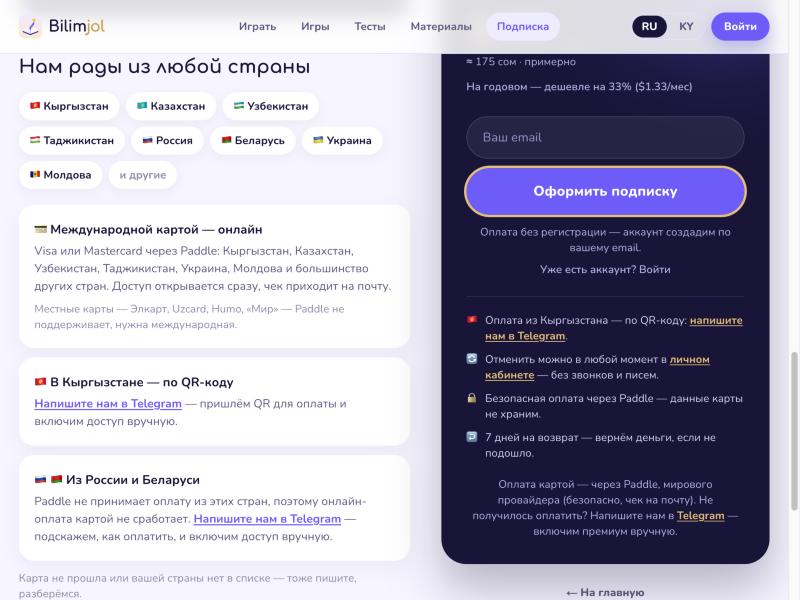 Bilimjol
Играть
Игры
Тесты
Материалы
Подписка
RU
KY
Войти
Нам рады из любой страны
Кыргызстан
Казахстан
Узбекистан
Таджикистан
Россия
Беларусь
Украина
Молдова
и другие
Международной картой — онлайн
Visa или Mastercard через Paddle: Кыргызстан, Казахстан,
Узбекистан, Таджикистан, Украина, Молдова и большинство
других стран. Доступ открывается сразу, чек приходит на почту.
Местные карты — Элкарт, Uzcard, Humo, «Мир» — Paddle не
поддерживает, нужна международная.
В Кыргызстане — по QR-коду
Напишите нам в Telegram — пришлём QR для оплаты и
включим доступ вручную.
Из России и Беларуси
Paddle не принимает оплату из этих стран, поэтому онлайн-
оплата картой не сработает. Напишите нам в Telegram —
подскажем, как оплатить, и включим доступ вручную.
Карта не прошла или вашей страны нет в списке — тоже пишите,
разберёмся.
≈ 175 сом · примерно
На годовом — дешевле на 33% ($1.33/мес)
Ваш email
Оформить подписку
Оплата без регистрации — аккаунт создадим по
вашему email.
Уже есть аккаунт? Войти
Оплата из Кыргызстана — по QR-коду: напишите
нам в Telegram.
Отменить можно в любой момент в личном
кабинете — без звонков и писем.
Безопасная оплата через Paddle — данные карты
не храним.
7 дней на возврат — вернём деньги, если не
подошло.
Оплата картой — через Paddle, мирового
провайдера (безопасно, чек на почту). Не
получилось оплатить? Напишите нам в Telegram —
включим премиум вручную.
← На главную